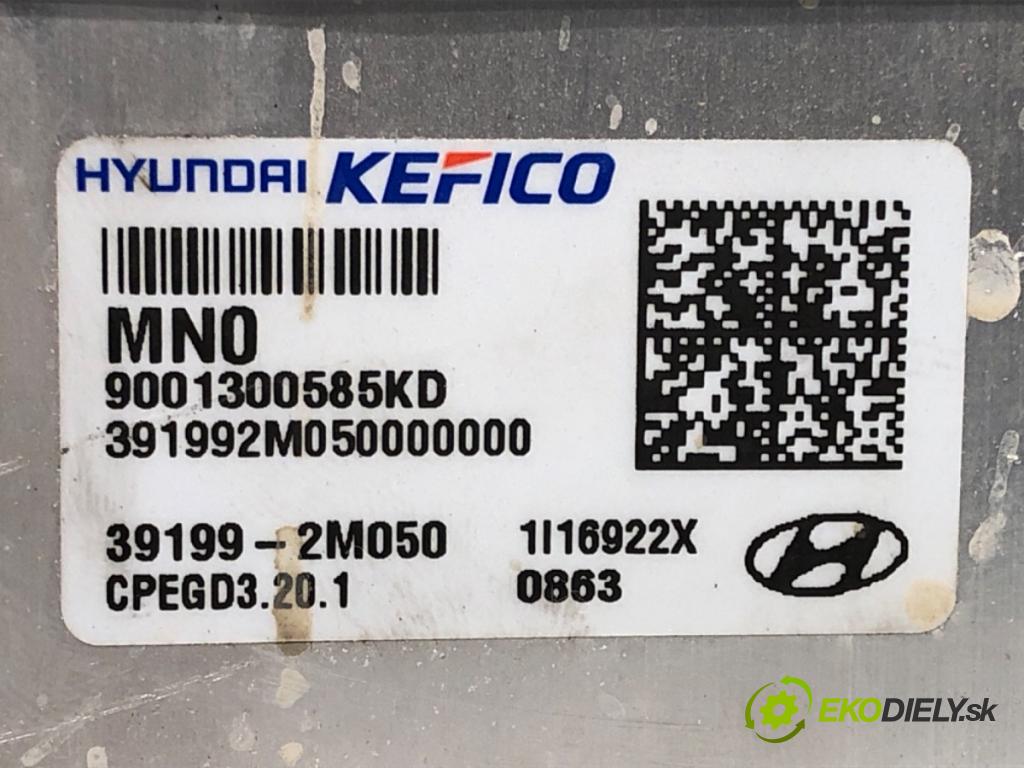 HYUNDAI KEFICO
MN0
9001300585KD
391992M050000000
39199-2M050
1I16922X
CPEGD3.20.1
0863
EKODIELY.sk